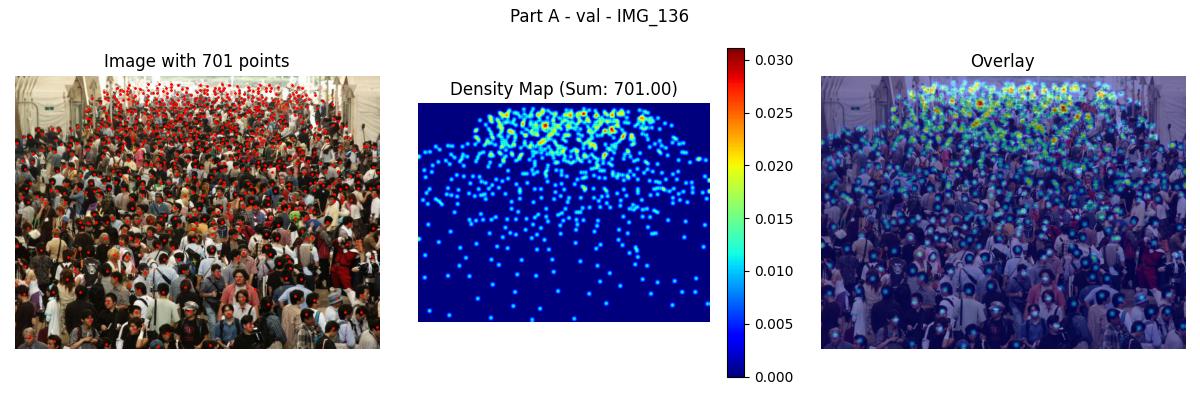 Part A - val - IMG_136
Image with 701 points
Density Map (Sum: 701.00)
Overlay
0.030
0.025
0.020
0.015
0.010
0.005
0.000